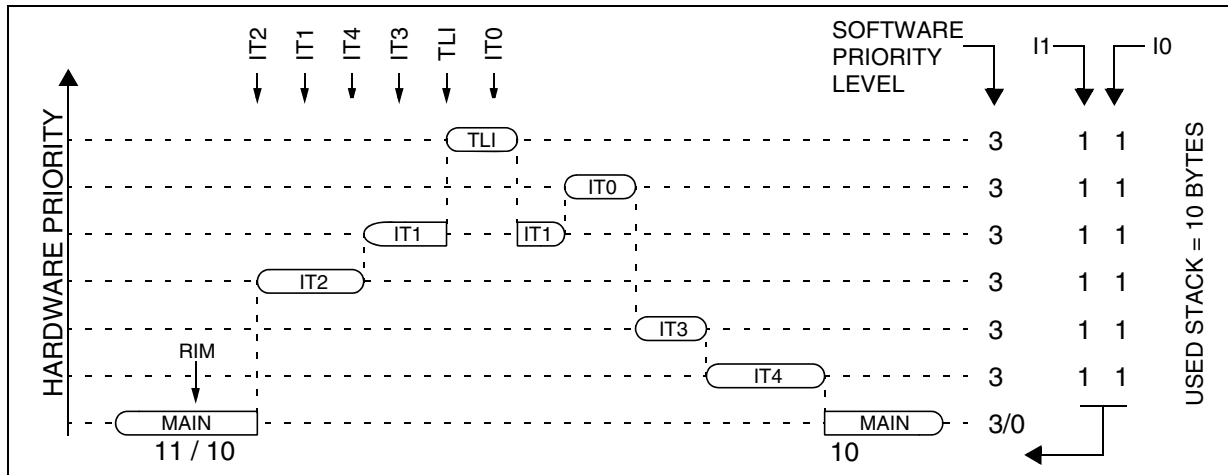 IT2 IT1 IT4 IT3 TLI IT0
SOFTWARE
PRIORITY
LEVEL
I1 I0
HARDWARE PRIORITY
TLI 3 1 1
IT0 3 1 1
IT1 IT1 3 1 1
IT2 3 1 1
IT3 3 1 1
RIM
IT4 3 1 1
MAIN MAIN 3/0
11 / 10 10
USED STACK = 10 BYTES